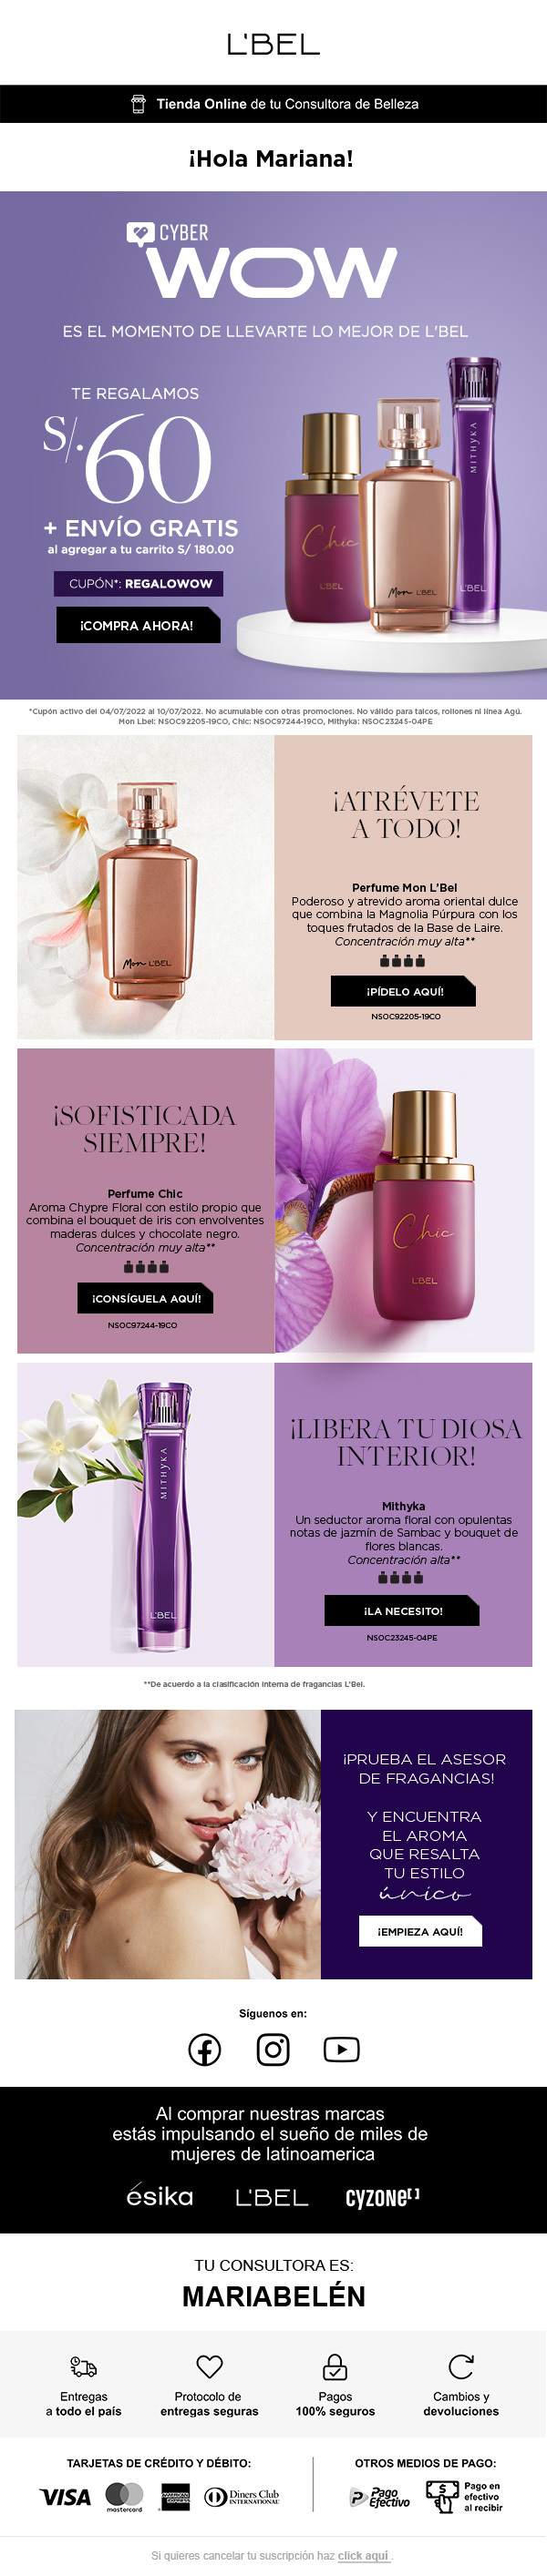 L'BEL
Tienda Online de tu Consultora de Belleza
¡Hola Mariana!
CYBER
WOW
ES EL MOMENTO DE LLEVARTE LO MEJOR DE L'BEL
TE REGALAMOS
S/.60
+ ENVÍO GRATIS
al agregar a tu carrito S/ 180.00
CUPÓN*: REGALOWOW
¡COMPRA AHORA!
Chic
L'BEL
Mon L'BEL
MITHYKA
L'BEL
*Cupón activo del 04/07/2022 al 10/07/2022. No acumulable con otras promociones. No válido para talcos, rollones ni línea Agú.
Mon Lbel: NSOC92205-19CO, Chic: NSOC97244-19CO, Mithyka: NSOC23245-04PE
Mon L'BEL
¡ATRÉVETE
A TODO!
Perfume Mon L'Bel
Poderoso y atrevido aroma oriental dulce
que combina la Magnolia Púrpura con los
toques frutados de la Base de Laire.
Concentración muy alta**
¡PÍDELO AQUÍ!
NSOC92205-19CO
¡SOFISTICADA
SIEMPRE!
Perfume Chic
Aroma Chypre Floral con estilo propio que
combina el bouquet de iris con envolventes
maderas dulces y chocolate negro.
Concentración muy alta**
¡CONSÍGUELA AQUÍ!
NSOC97244-19CO
Chic
L'BEL
MITHYKA
L'BEL
¡LIBERA TU DIOSA
INTERIOR!
Mithyka
Un seductor aroma floral con opulentas
notas de jazmín de Sambac y bouquet de
flores blancas.
Concentración alta**
¡LA NECESITO!
NSOC23245-04PE
**De acuerdo a la clasificación interna de fragancias L'Bel.
¡PRUEBA EL ASESOR
DE FRAGANCIAS!
Y ENCUENTRA
EL AROMA
QUE RESALTA
TU ESTILO
único
¡EMPIEZA AQUÍ!
Síguenos en:
Al comprar nuestras marcas
estás impulsando el sueño de miles de
mujeres de latinoamerica
ésika L'BEL CYZONE
TU CONSULTORA ES:
MARIABELÉN
Entregas
a todo el país
Protocolo de
entregas seguras
Pagos
100% seguros
Cambios y
devoluciones
TARJETAS DE CRÉDITO Y DÉBITO:
VISA mastercard AMERICAN EXPRESS Diners Club INTERNATIONAL
OTROS MEDIOS DE PAGO:
Pago Efectivo
Pago en
efectivo
al recibir
Si quieres cancelar tu suscripción haz click aquí.